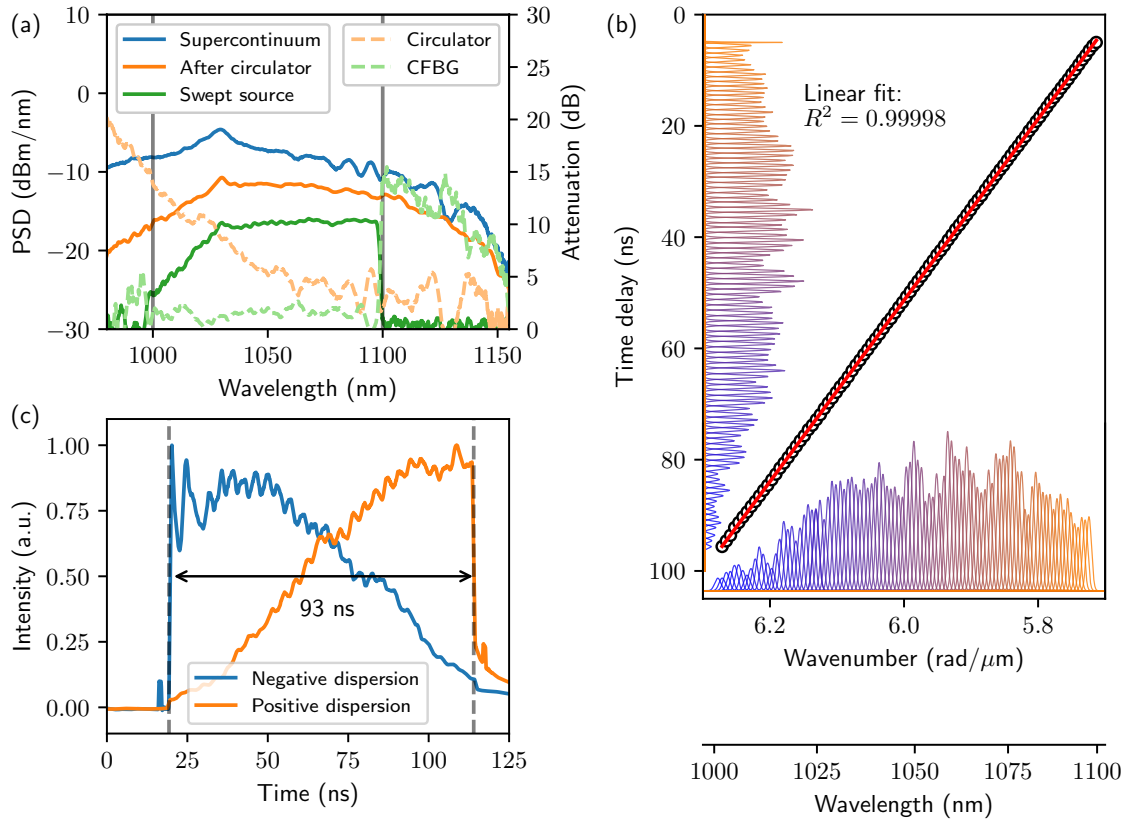 (a)
10
0
−10
−20
−30
PSD (dBm/nm)
Supercontinuum
After circulator
Swept source
Circulator
CFBG
30
25
20
15
10
5
0
Attenuation (dB)
1000
1050
1100
1150
Wavelength (nm)
(b)
0
20
40
60
80
100
Time delay (ns)
Linear fit:
R² = 0.99998
6.2
6.0
5.8
Wavenumber (rad/μm)
1000
1025
1050
1075
1100
Wavelength (nm)
(c)
1.00
0.75
0.50
0.25
0.00
Intensity (a.u.)
93 ns
Negative dispersion
Positive dispersion
0
25
50
75
100
125
Time (ns)